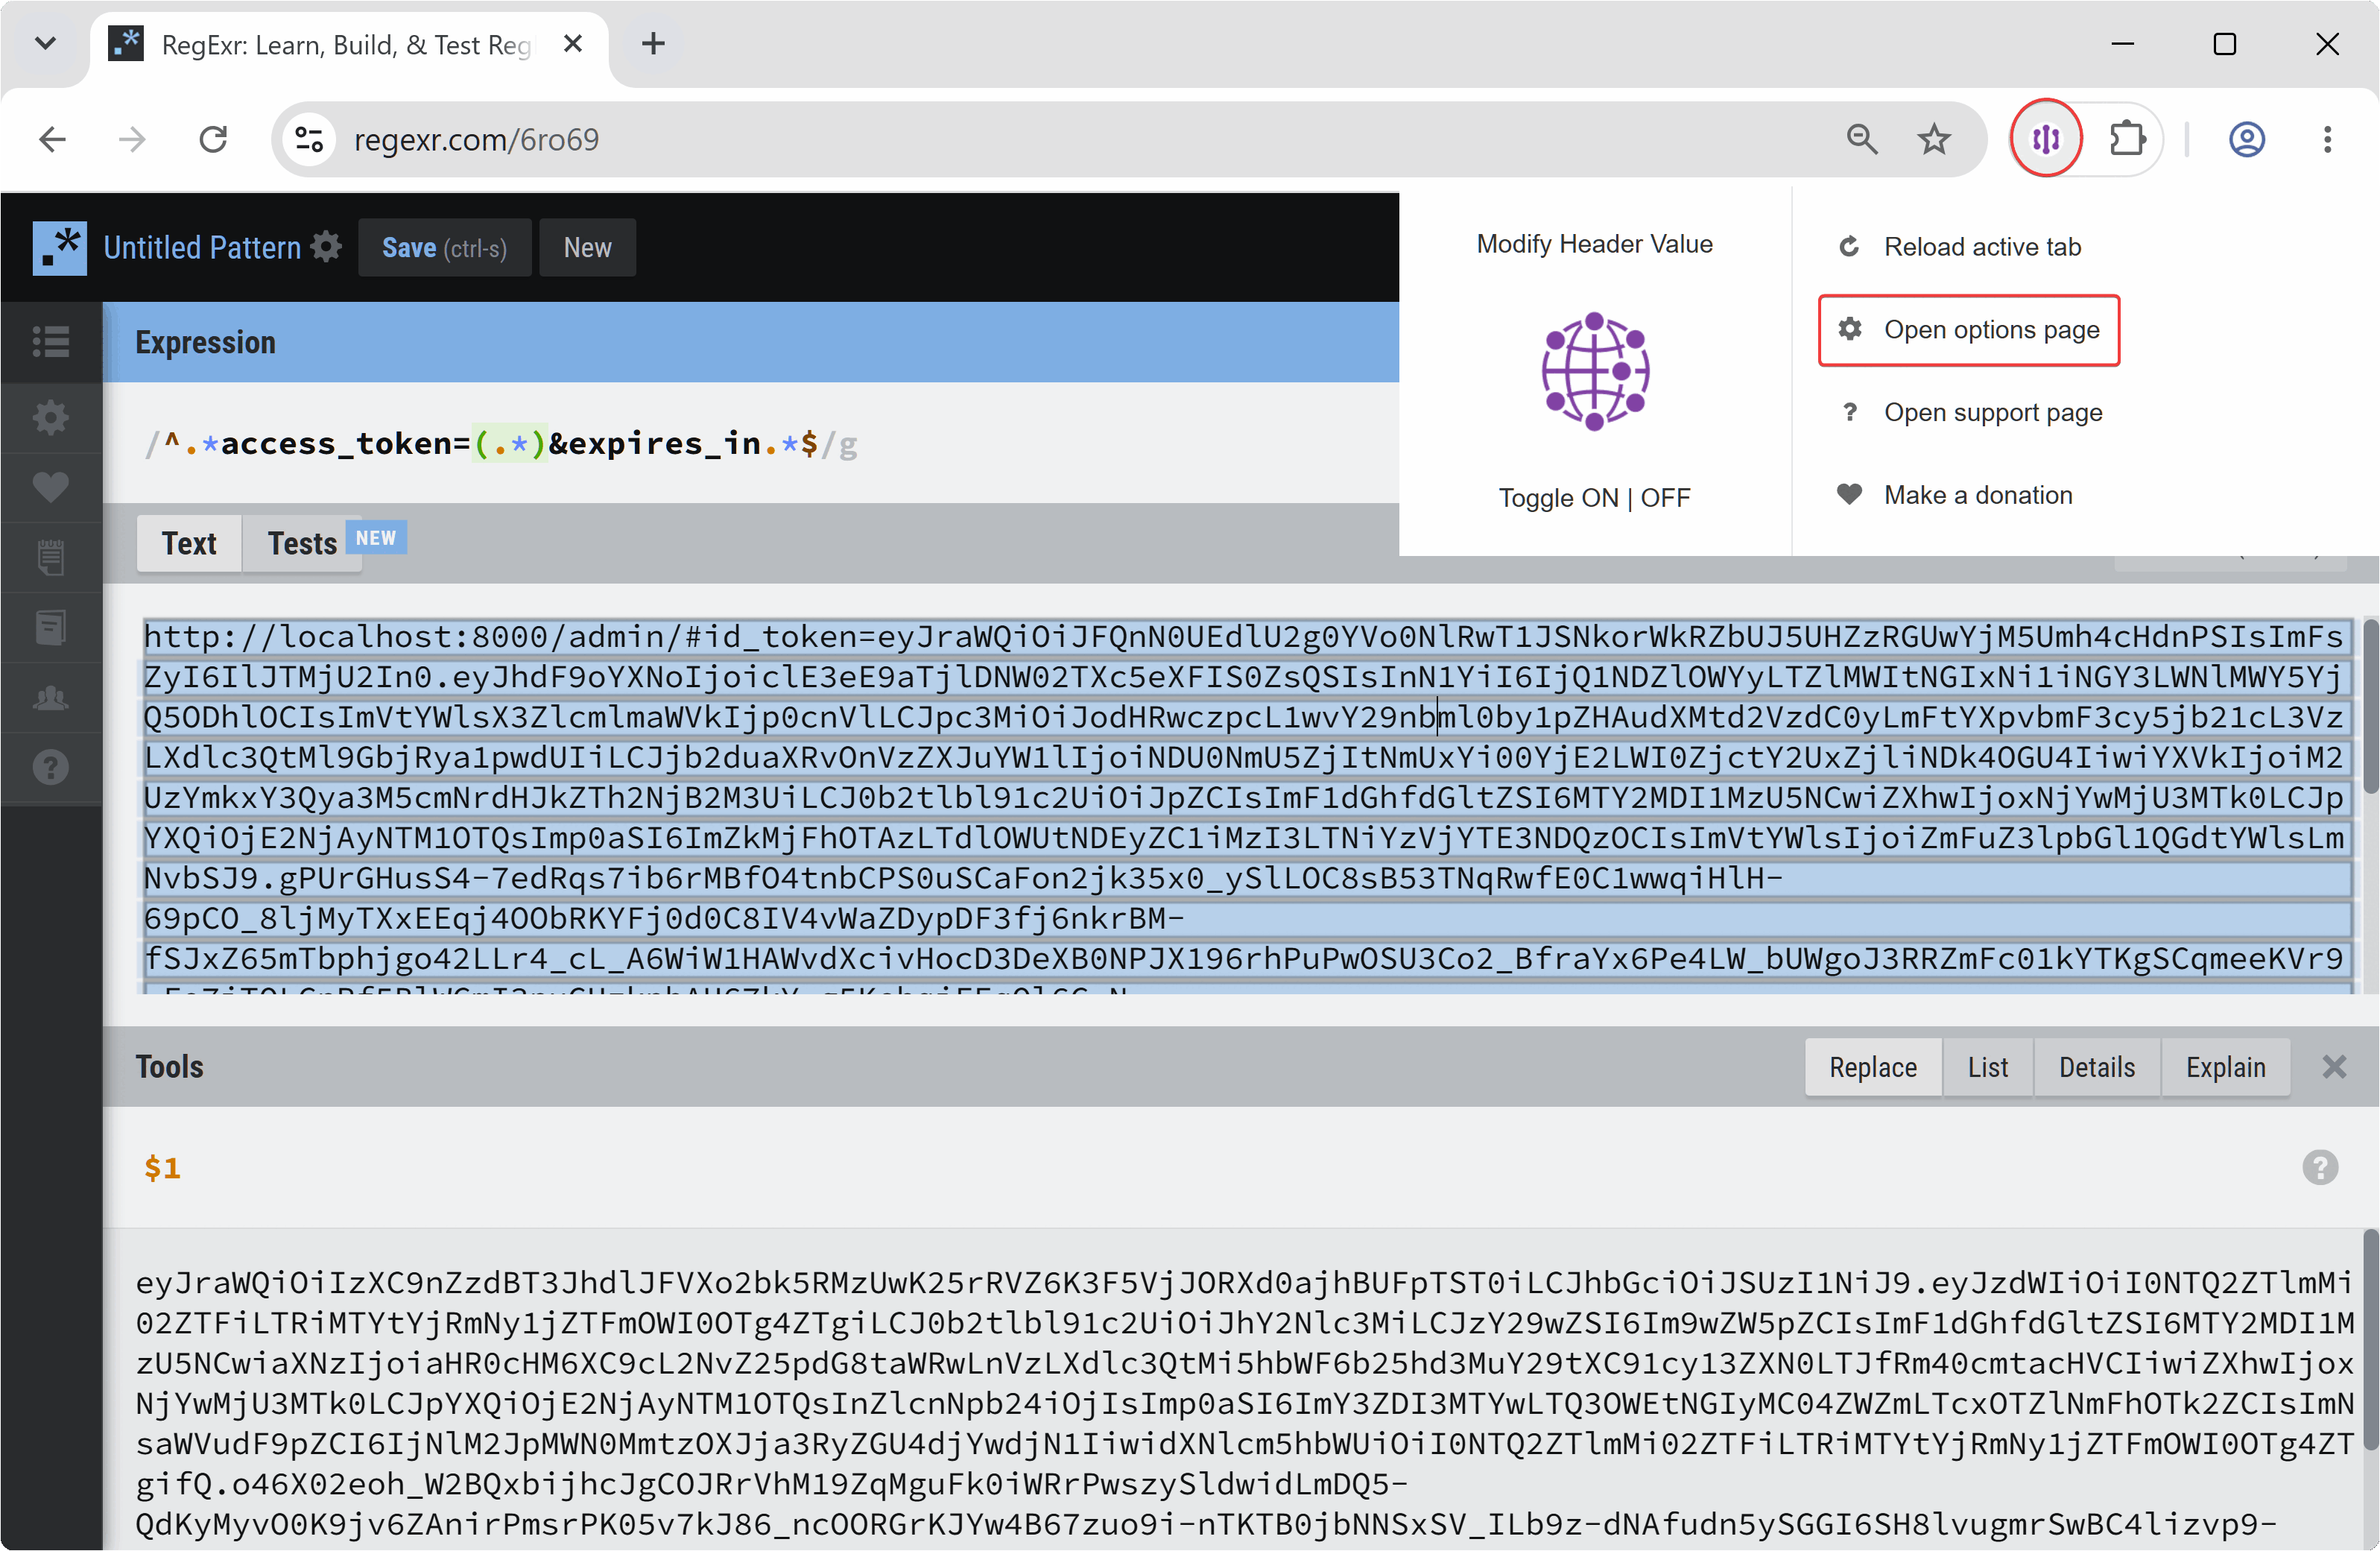 RegExr: Learn, Build, & Test Reg
regexr.com/6ro69
Untitled Pattern
Save (ctrl-s)
New
Modify Header Value
Toggle ON | OFF
Reload active tab
Open options page
Open support page
Make a donation
Expression
/^.*access_token=(.*)&expires_in.*$/g
Text
Tests
NEW
http://localhost:8000/admin/#id_token=eyJraWQiOiJFQnN0UEdlU2g0YVo0NlRwT1JSNkorWkRZbUJ5UHZzRGUwYjM5Umh4cHdnPSIsImFs
ZyI6IlJTMjU2In0.eyJhdF9oYXNoIjoiclE3eE9aTjlDNW02TXc5eXFIS0ZsQSIsInN1YiI6IjQ1NDZlOWYyLTZlMWItNGIxNi1iNGY3LWNlMWY5Yj
Q5ODhlOCIsImVtYWlsX3ZlcmlmaWVkIjp0cnVlLCJpc3MiOiJodHRwczpcL1wvY29nbml0by1pZHAudXMtd2VzdC0yLmFtYXpvbmF3cy5jb21cL3Vz
LXdlc3QtMl9GbjRya1pwdUIiLCJjb2duaXRvOnVzZXJuYW1lIjoiNDU0NmU5ZjItNmUxYi00YjE2LWI0ZjctY2UxZjliNDk4OGU4IiwiYXVkIjoiM2
UzYmkxY3Qya3M5cmNrdHJkZTh2NjB2M3UiLCJ0b2tlbl91c2UiOiJpZCIsImF1dGhfdGltZSI6MTY2MDI1MzU5NCwiZXhwIjoxNjYwMjU3MTk0LCJp
YXQiOjE2NjAyNTM1OTQsImp0aSI6ImZkMjFhOTAzLTdlOWUtNDEyZC1iMzI3LTNiYzVjYTE3NDQzOCIsImVtYWlsIjoiZmFuZ3lpbGl1QGdtYWlsLm
NvbSJ9.gPUrGHusS4-7edRqs7ib6rMBfO4tnbCPS0uSCaFon2jk35x0_ySlLOC8sB53TNqRwfE0C1wwqiHlH-
69pCO_8ljMyTXxEEqj4OObRKYFj0d0C8IV4vWaZDypDF3fj6nkrBM-
fSJxZ65mTbphjgo42LLr4_cL_A6WiW1HAWvdXcivHocD3DeXB0NPJX196rhPuPwOSU3Co2_BfraYx6Pe4LW_bUWgoJ3RRZmFc01kYTKgSCqmeeKVr9
Tools
Replace
List
Details
Explain
$1
eyJraWQiOiIzXC9nZzdBT3JhdlJFVXo2bk5RMzUwK25rRVZ6K3F5VjJORXd0ajhBUFpTST0iLCJhbGciOiJSUzI1NiJ9.eyJzdWIiOiI0NTQ2ZTlmMi
02ZTFiLTRiMTYtYjRmNy1jZTFmOWI0OTg4ZTgiLCJ0b2tlbl91c2UiOiJhY2Nlc3MiLCJzY29wZSI6Im9wZW5pZCIsImF1dGhfdGltZSI6MTY2MDI1M
zU5NCwiaXNzIjoiaHR0cHM6XC9cL2NvZ25pdG8taWRwLnVzLXdlc3QtMi5hbWF6b25hd3MuY29tXC91cy13ZXN0LTJfRm40cmtacHVCIiwiZXhwIjox
NjYwMjU3MTk0LCJpYXQiOjE2NjAyNTM1OTQsInZlcnNpb24iOjIsImp0aSI6ImY3ZDI3MTYwLTQ3OWEtNGIyMC04ZWZmLTcxOTZlNmFhOTk2ZCIsImN
saWVudF9pZCI6IjNlM2JpMWN0MmtzOXJja3RyZGU4djYwdjN1IiwidXNlcm5hbWUiOiI0NTQ2ZTlmMi02ZTFiLTRiMTYtYjRmNy1jZTFmOWI0OTg4ZT
gifQ.o46X02eoh_W2BQxbijhcJgCOJRrVhM19ZqMguFk0iWRrPwszySldwidLmDQ5-
QdKyMyvO0K9jv6ZAnirPmsrPK05v7kJ86_ncOORGrKJYw4B67zuo9i-nTKTB0jbNNSxSV_ILb9z-dNAfudn5ySGGI6SH8lvugmrSwBC4lizvp9-